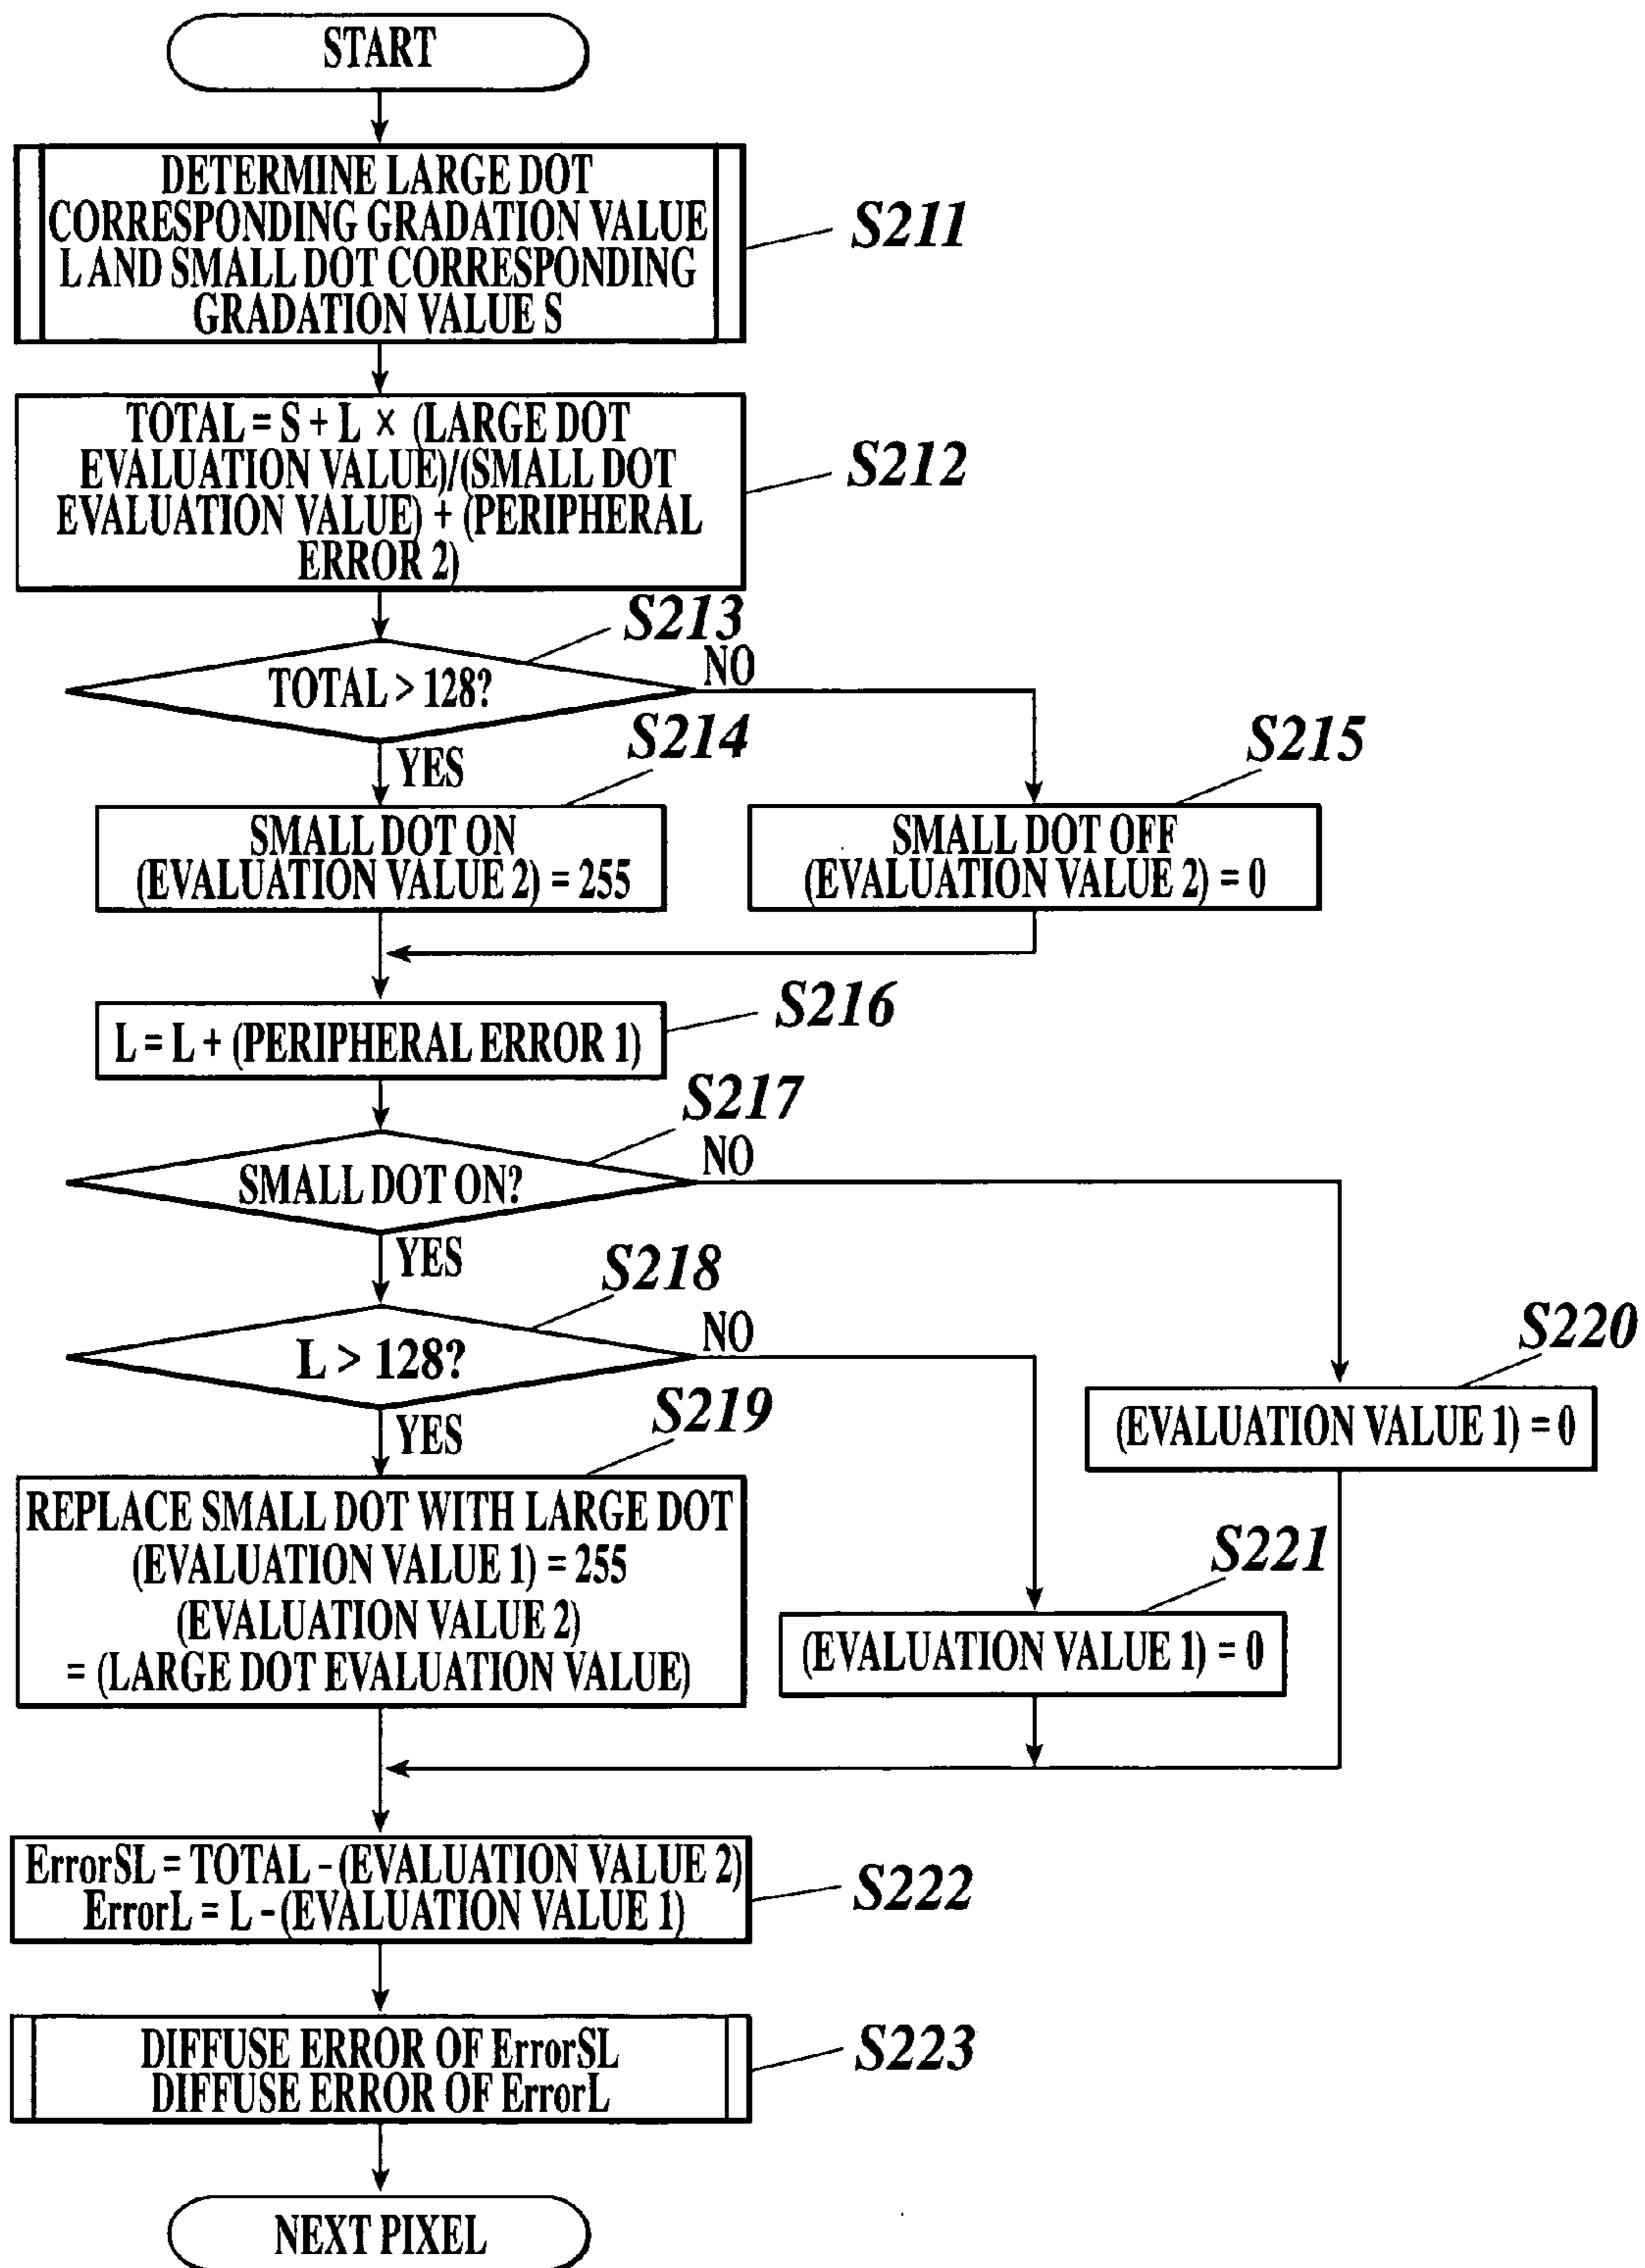 START
DETERMINE LARGE DOT
CORRESPONDING GRADATION VALUE
L AND SMALL DOT CORRESPONDING
GRADATION VALUE S
S211
TOTAL = S + L × (LARGE DOT
EVALUATION VALUE)/(SMALL DOT
EVALUATION VALUE) + (PERIPHERAL
ERROR 2)
S212
S213
TOTAL > 128?
NO
YES
S214
S215
SMALL DOT ON
(EVALUATION VALUE 2) = 255
SMALL DOT OFF
(EVALUATION VALUE 2) = 0
S216
L = L + (PERIPHERAL ERROR 1)
S217
SMALL DOT ON?
NO
YES
S218
L > 128?
NO
YES
S219
S220
(EVALUATION VALUE 1) = 0
REPLACE SMALL DOT WITH LARGE DOT
(EVALUATION VALUE 1) = 255
(EVALUATION VALUE 2)
= (LARGE DOT EVALUATION VALUE)
S221
(EVALUATION VALUE 1) = 0
ErrorSL = TOTAL - (EVALUATION VALUE 2)
ErrorL = L - (EVALUATION VALUE 1)
S222
DIFFUSE ERROR OF ErrorSL
DIFFUSE ERROR OF ErrorL
S223
NEXT PIXEL